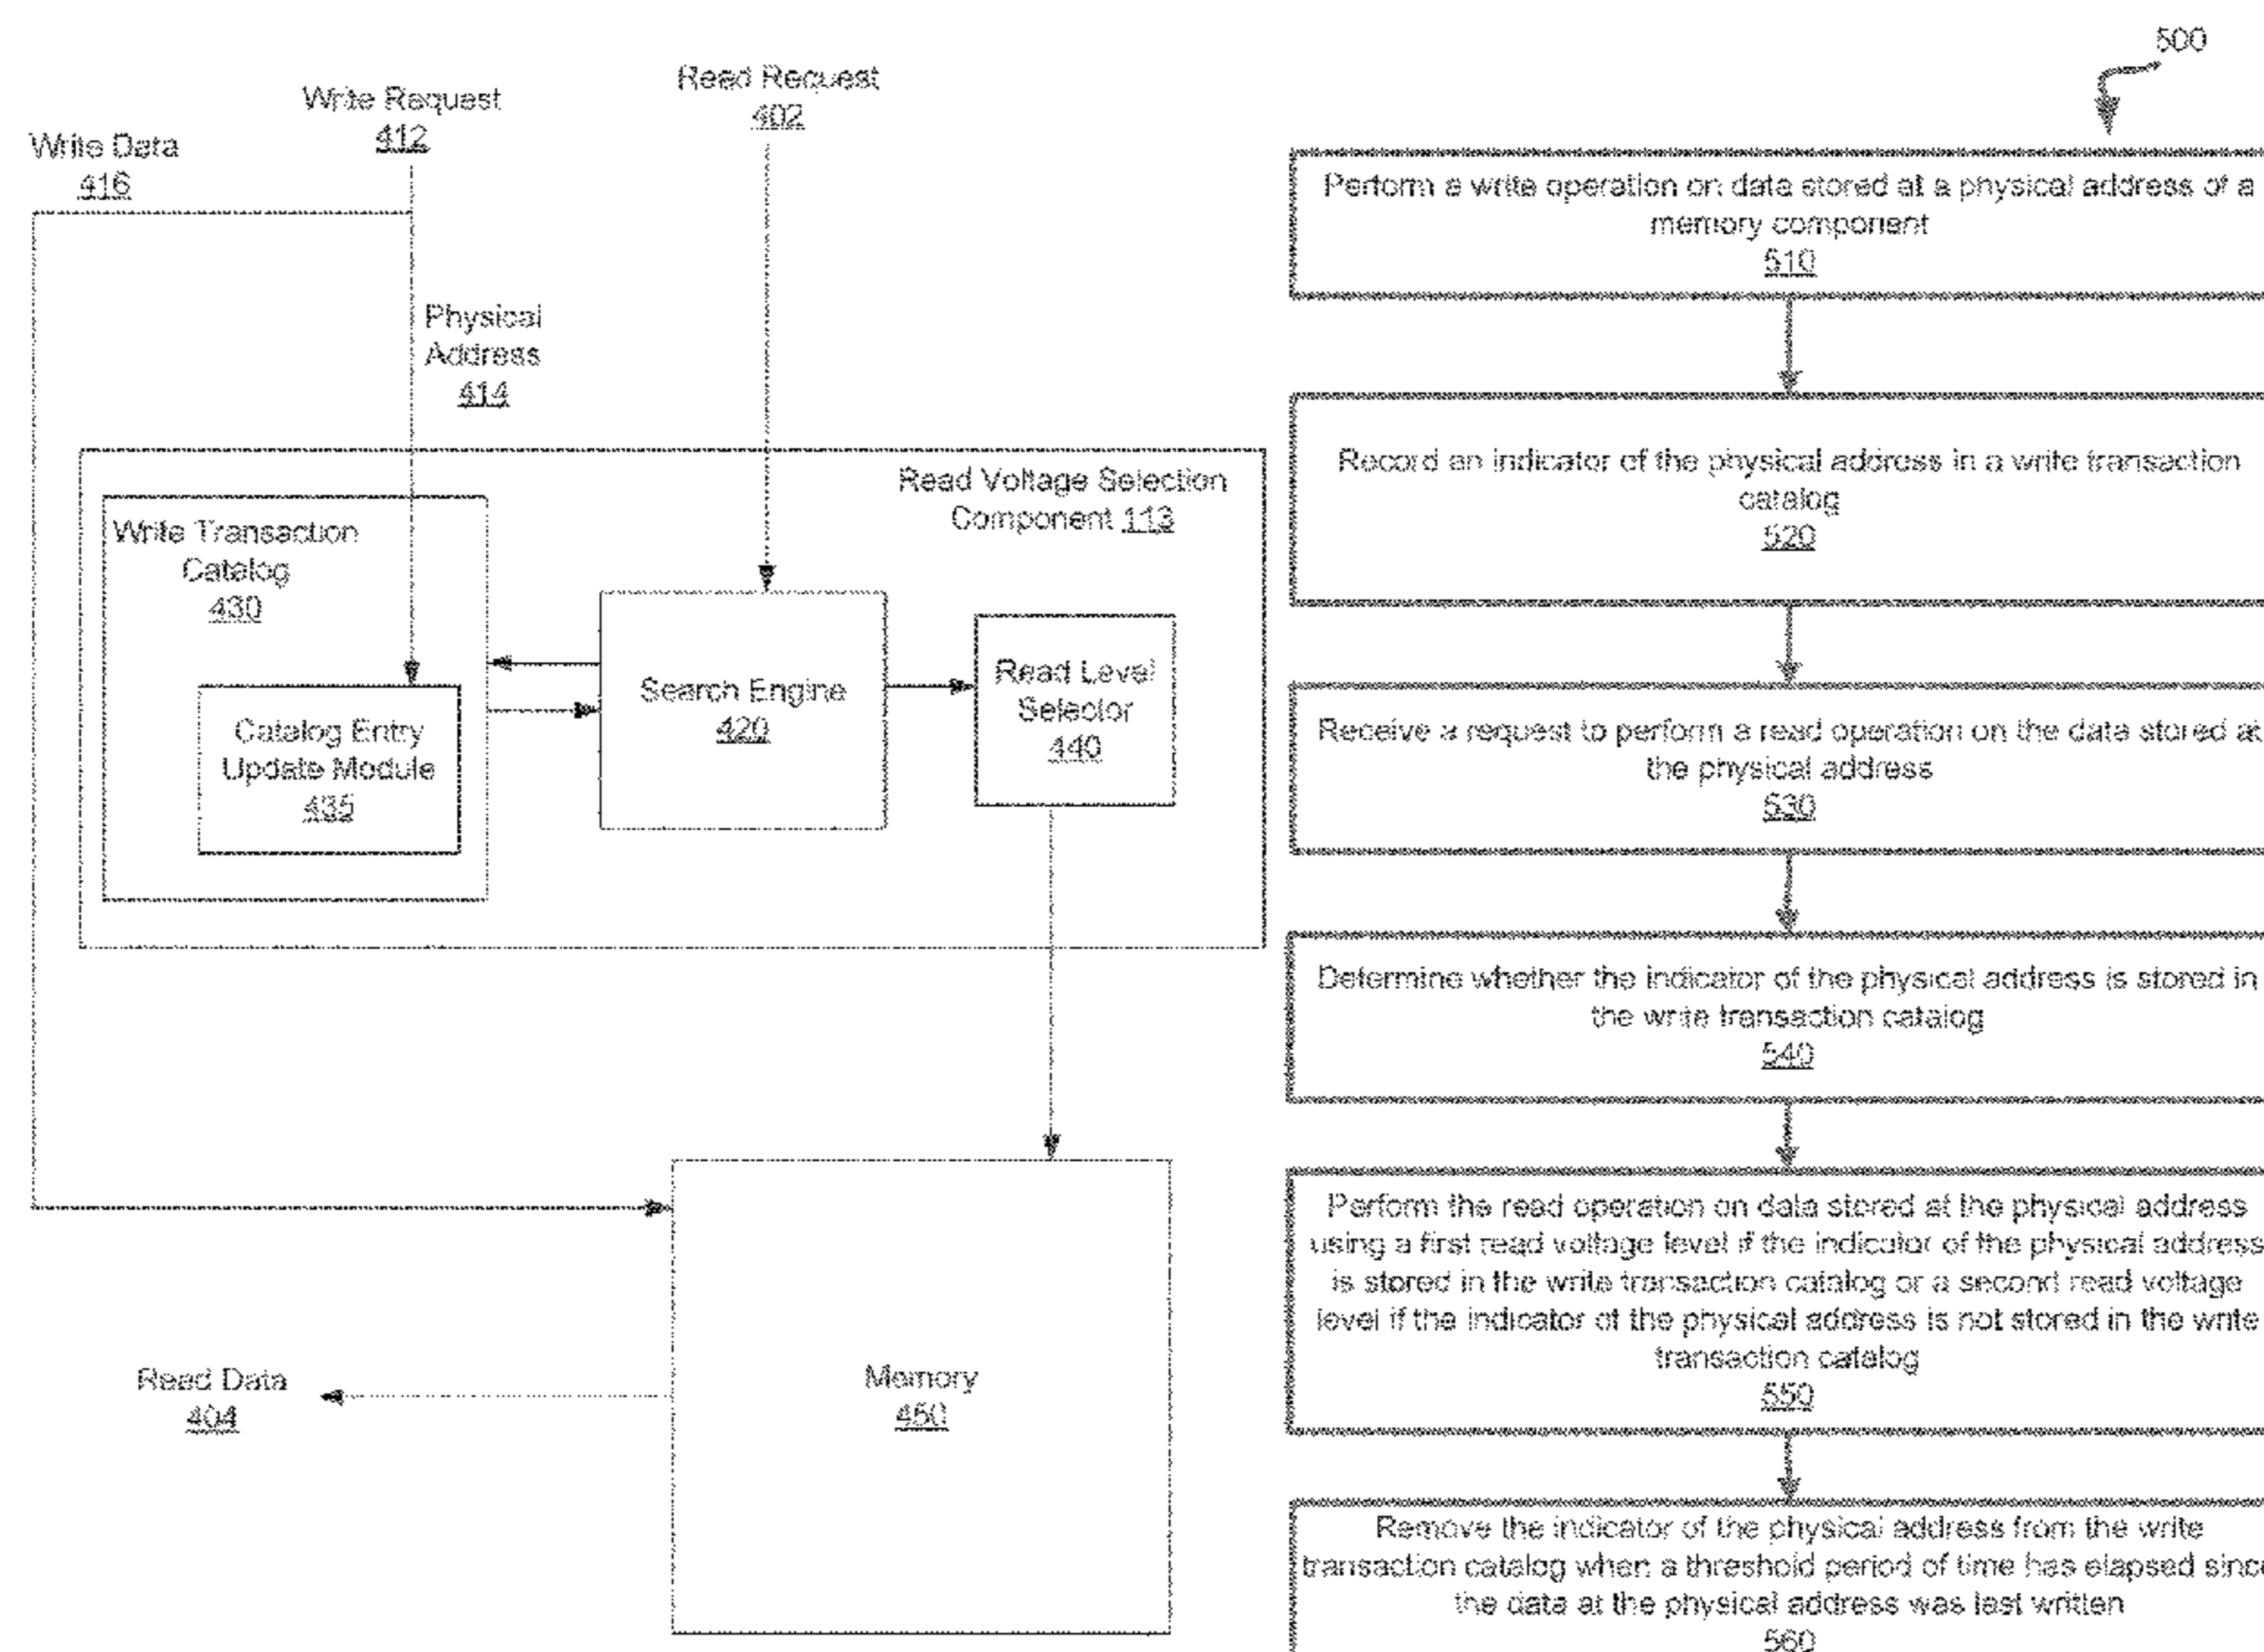 Write Data
416
Write Request
412
Read Request
402
Physical
Address
414
Read Voltage Selection
Component 113
Write Transaction
Catalog
430
Catalog Entry
Update Module
435
Search Engine
420
Read Level
Selector
440
Memory
450
Read Data
404
500
Perform a write operation on data stored at a physical address of a
memory component
510
Record an indicator of the physical address in a write transaction
catalog
520
Receive a request to perform a read operation on the data stored at
the physical address
530
Determine whether the indicator of the physical address is stored in
the write transaction catalog
540
Perform the read operation on data stored at the physical address
using a first read voltage level if the indicator of the physical address
is stored in the write transaction catalog or a second read voltage
level if the indicator of the physical address is not stored in the write
transaction catalog
550
Remove the indicator of the physical address from the write
transaction catalog when a threshold period of time has elapsed since
the data at the physical address was last written
560